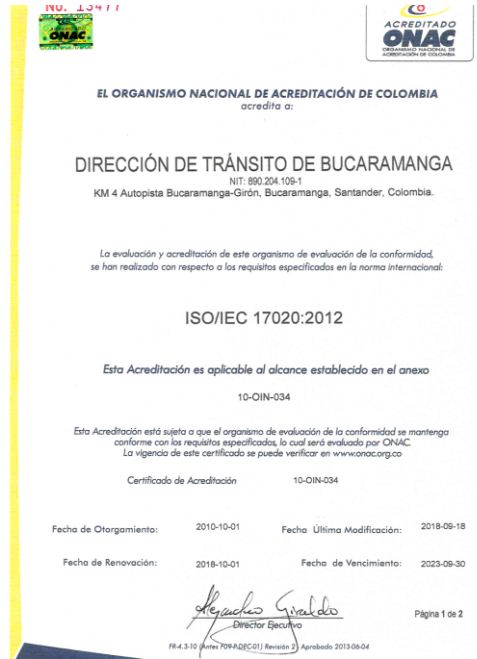 No. 13477
ONAC
ACREDITADO
ONAC
ORGANISMO NACIONAL DE
ACREDITACIÓN DE COLOMBIA
EL ORGANISMO NACIONAL DE ACREDITACIÓN DE COLOMBIA
acredita a:
DIRECCIÓN DE TRÁNSITO DE BUCARAMANGA
NIT: 890.204.109-1
KM 4 Autopista Bucaramanga-Girón, Bucaramanga, Santander, Colombia.
La evaluación y acreditación de este organismo de evaluación de la conformidad,
se han realizado con respecto a los requisitos especificados en la norma internacional:
ISO/IEC 17020:2012
Esta Acreditación es aplicable al alcance establecido en el anexo
10-OIN-034
Esta Acreditación está sujeta a que el organismo de evaluación de la conformidad se mantenga
conforme con los requisitos especificados, lo cual será evaluado por ONAC.
La vigencia de este certificado se puede verificar en www.onac.org.co
Certificado de Acreditación 10-OIN-034
Fecha de Otorgamiento: 2010-10-01 Fecha Última Modificación: 2018-09-18
Fecha de Renovación: 2018-10-01 Fecha de Vencimiento: 2023-09-30
Alejandro Giraldo
Director Ejecutivo
Página 1 de 2
FR-4.3-10 (Antes F09-P.DEC-01) Revisión 2 Aprobado 2013-06-04